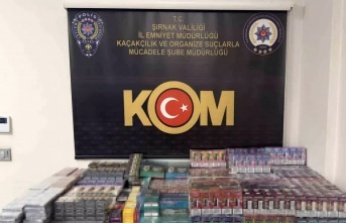 T.C.
ŞIRNAK VALİLİĞİ
İL EMNİYET MÜDÜRLÜĞÜ
KAÇAKÇILIK VE ORGANİZE SUÇLARLA
MÜCADELE ŞUBE MÜDÜRLÜĞÜ
KOM